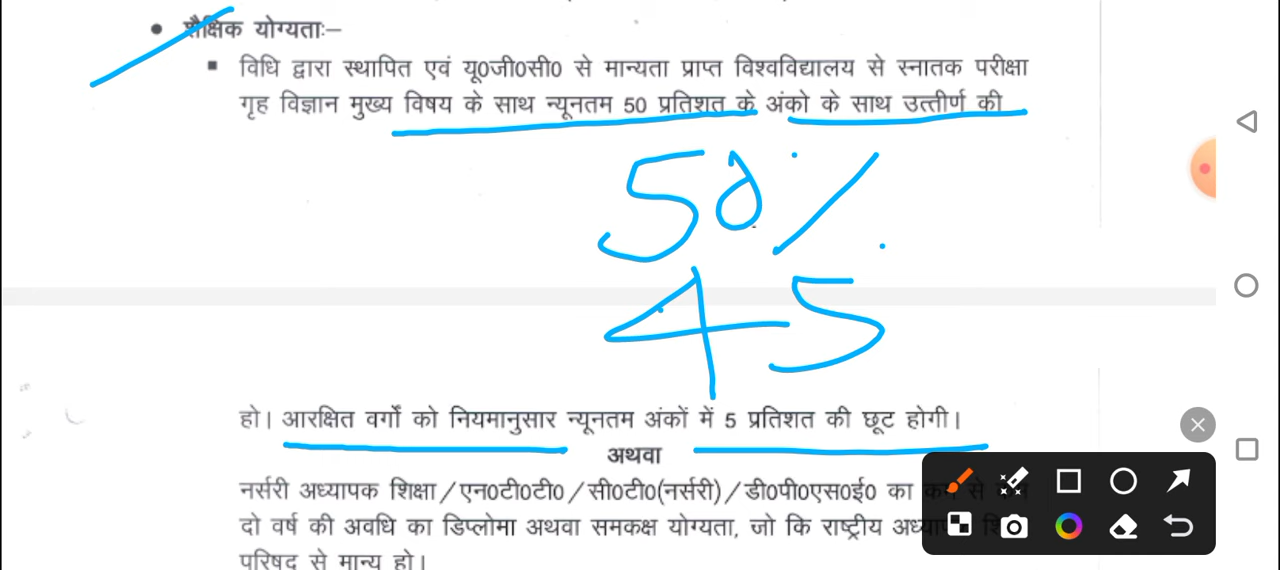 शैक्षिक योग्यताः–
विधि द्वारा स्थापित एवं यू0जी0सी0 से मान्यता प्राप्त विश्वविद्यालय से स्नातक परीक्षा
गृह विज्ञान मुख्य विषय के साथ न्यूनतम 50 प्रतिशत के अंको के साथ उत्तीर्ण की
50%
45
हो। आरक्षित वर्गों को नियमानुसार न्यूनतम अंकों में 5 प्रतिशत की छूट होगी।
अथवा
नर्सरी अध्यापक शिक्षा/एन0टी0टी0/सी0टी0(नर्सरी)/डी0पी0एस0ई0 का कम से कम
दो वर्ष की अवधि का डिप्लोमा अथवा समकक्ष योग्यता, जो कि राष्ट्रीय
परिषद से मान्य हो।